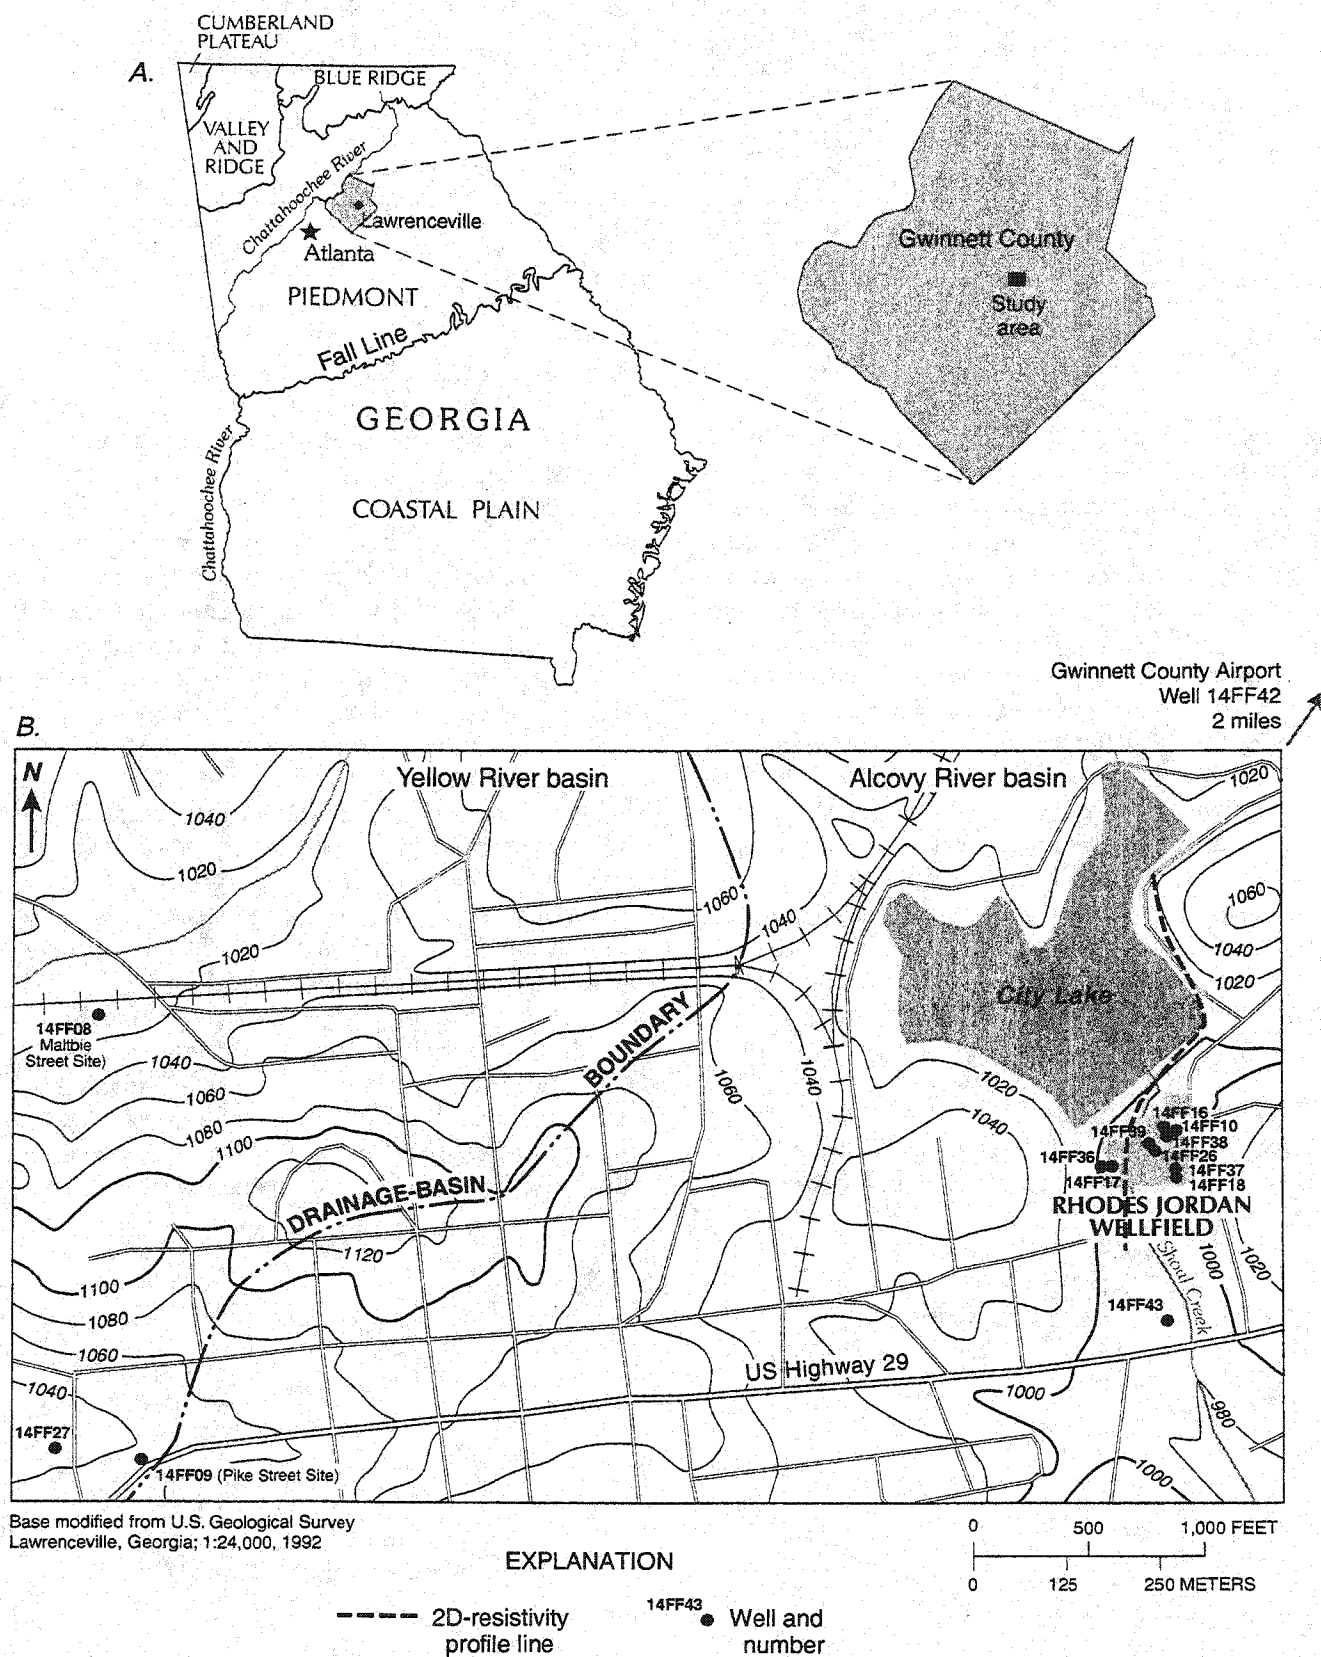 CUMBERLAND
PLATEAU
A.
BLUE RIDGE
VALLEY
AND
RIDGE
Chattahoochee River
Lawrenceville
Atlanta
PIEDMONT
Fall Line
GEORGIA
COASTAL PLAIN
Chattahoochee River
Gwinnett County
Study
area
Gwinnett County Airport
Well 14FF42
2 miles
B.
N
Yellow River basin
Alcovy River basin
1020
1040
1020
1060
1060
1040
1040
1020
1020
City Lake
14FF08
Maltbie
Street Site)
BOUNDARY
1040
1060
1040
1020
1060
1080
1100
1040
14FF16
14FF10
14FF39
14FF38
14FF36
14FF26
14FF37
14FF17
14FF18
DRAINAGE-BASIN
RHODES JORDAN
WELLFIELD
1120
1100
1000
1020
Shoal Creek
1080
14FF43
1060
US Highway 29
1040
1000
980
14FF27
14FF09 (Pike Street Site)
1000
Base modified from U.S. Geological Survey
Lawrenceville, Georgia; 1:24,000, 1992
0 500 1,000 FEET
0 125 250 METERS
EXPLANATION
2D-resistivity
profile line
14FF43
Well and
number